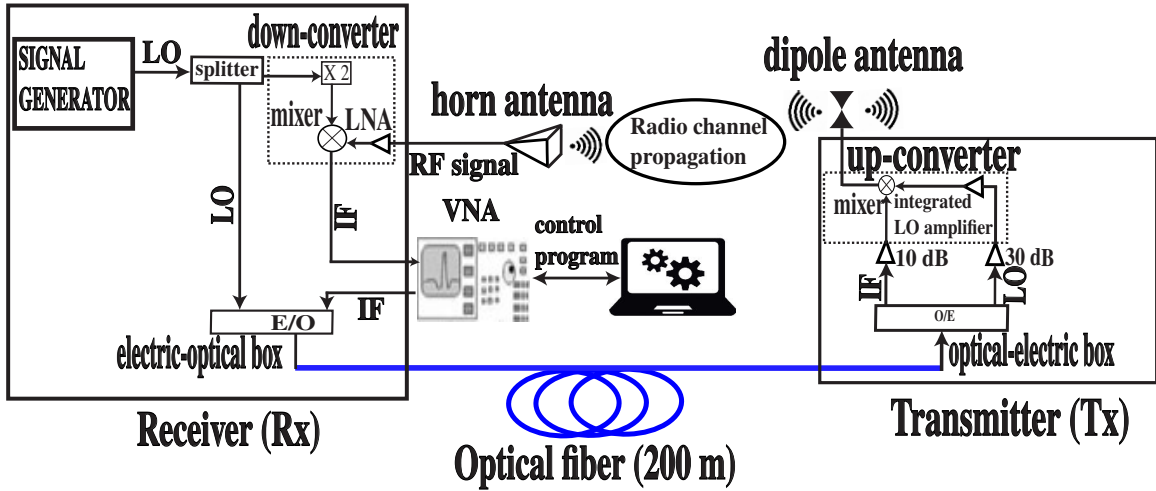 SIGNAL
GENERATOR
LO
splitter
down-converter
X 2
mixer
LNA
horn antenna
RF signal
Radio channel
propagation
dipole antenna
up-converter
mixer
integrated
LO amplifier
10 dB
30 dB
IF
LO
O/E
optical-electric box
Transmitter (Tx)
LO
IF
VNA
control
program
IF
E/O
electric-optical box
Receiver (Rx)
Optical fiber (200 m)